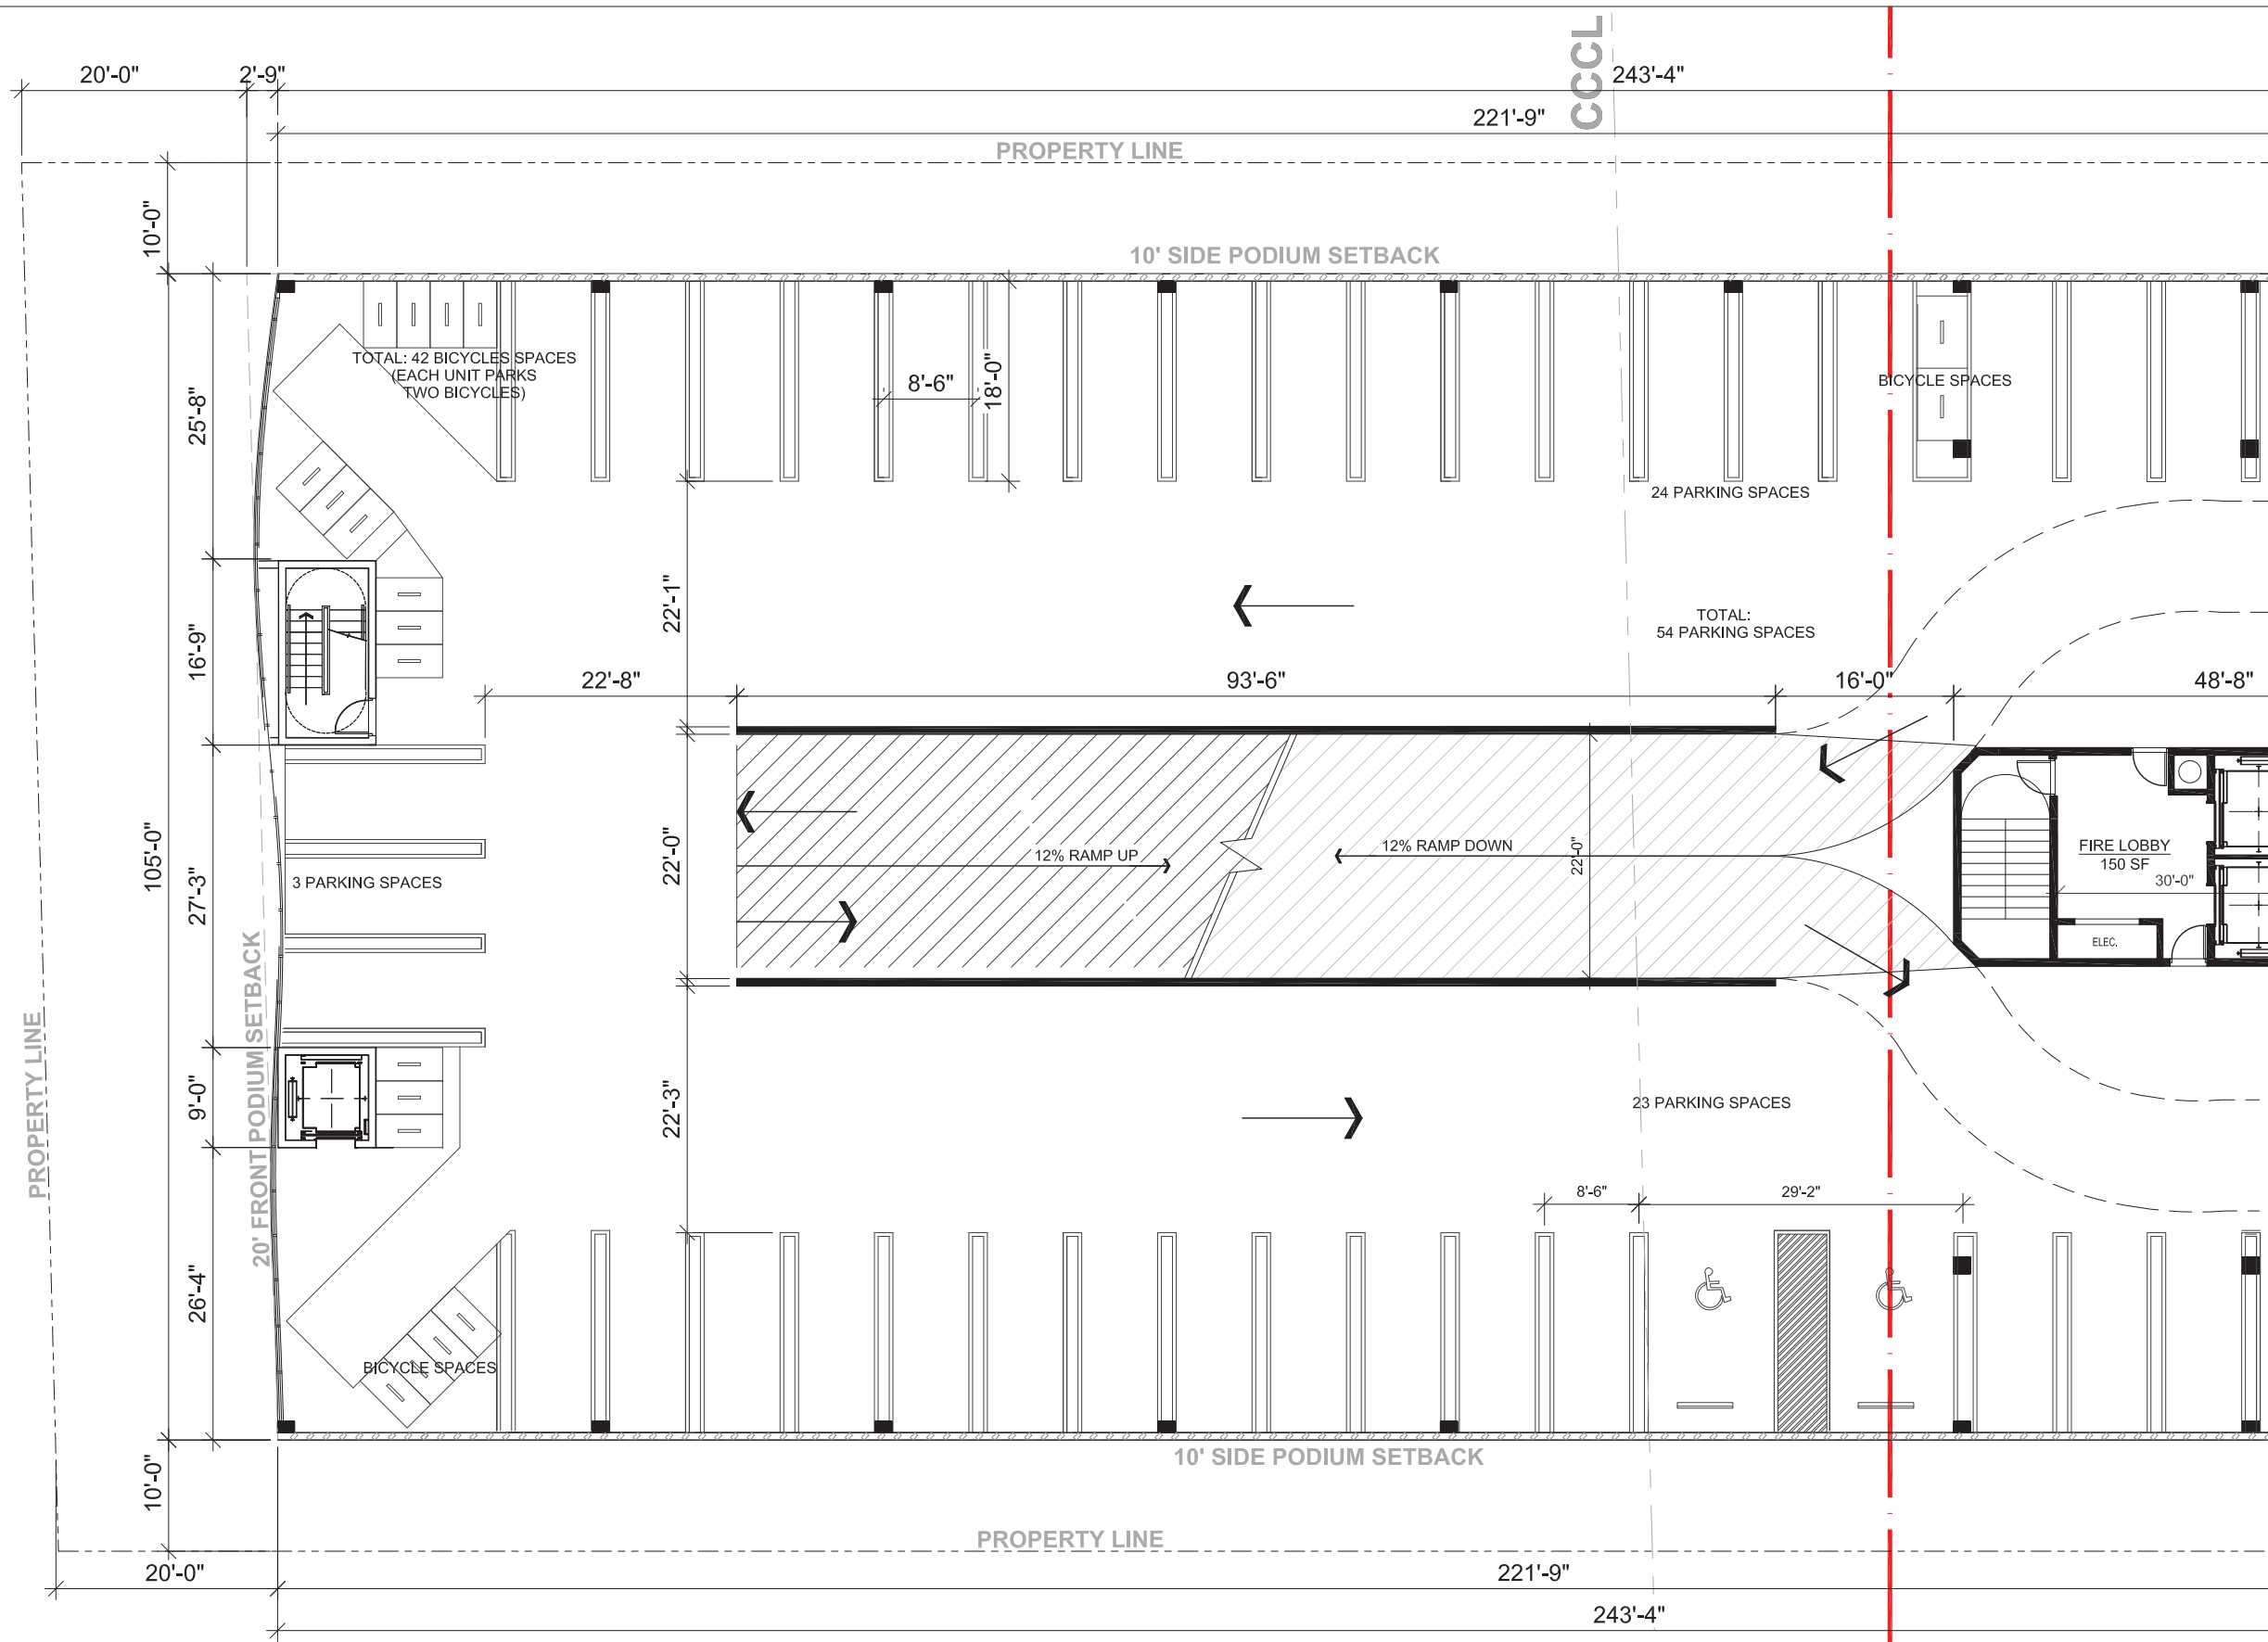 CCCL
20'-0"
2'-9"
243'-4"
221'-9"
PROPERTY LINE
10'-0"
10' SIDE PODIUM SETBACK
TOTAL: 42 BICYCLES SPACES
(EACH UNIT PARKS
TWO BICYCLES)
8'-6"
18'-0"
BICYCLE SPACES
25'-8"
24 PARKING SPACES
22'-1"
TOTAL:
54 PARKING SPACES
16'-9"
22'-8"
93'-6"
16'-0"
48'-8"
105'-0"
27'-3"
3 PARKING SPACES
22'-0"
12% RAMP UP
12% RAMP DOWN
22'-0"
FIRE LOBBY
150 SF
30'-0"
ELEC.
PROPERTY LINE
20' FRONT PODIUM SETBACK
9'-0"
22'-3"
23 PARKING SPACES
8'-6"
29'-2"
26'-4"
BICYCLE SPACES
10' SIDE PODIUM SETBACK
10'-0"
PROPERTY LINE
20'-0"
221'-9"
243'-4"